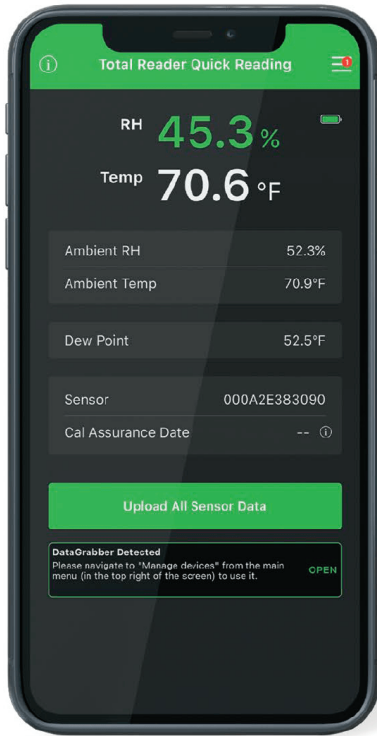 Total Reader Quick Reading
1
RH 45.3%
Temp 70.6°F
Ambient RH 52.3%
Ambient Temp 70.9°F
Dew Point 52.5°F
Sensor 000A2E383090
Cal Assurance Date --
Upload All Sensor Data
DataGrabber Detected
Please navigate to "Manage devices" from the main
menu (in the top right of the screen) to use it.
OPEN